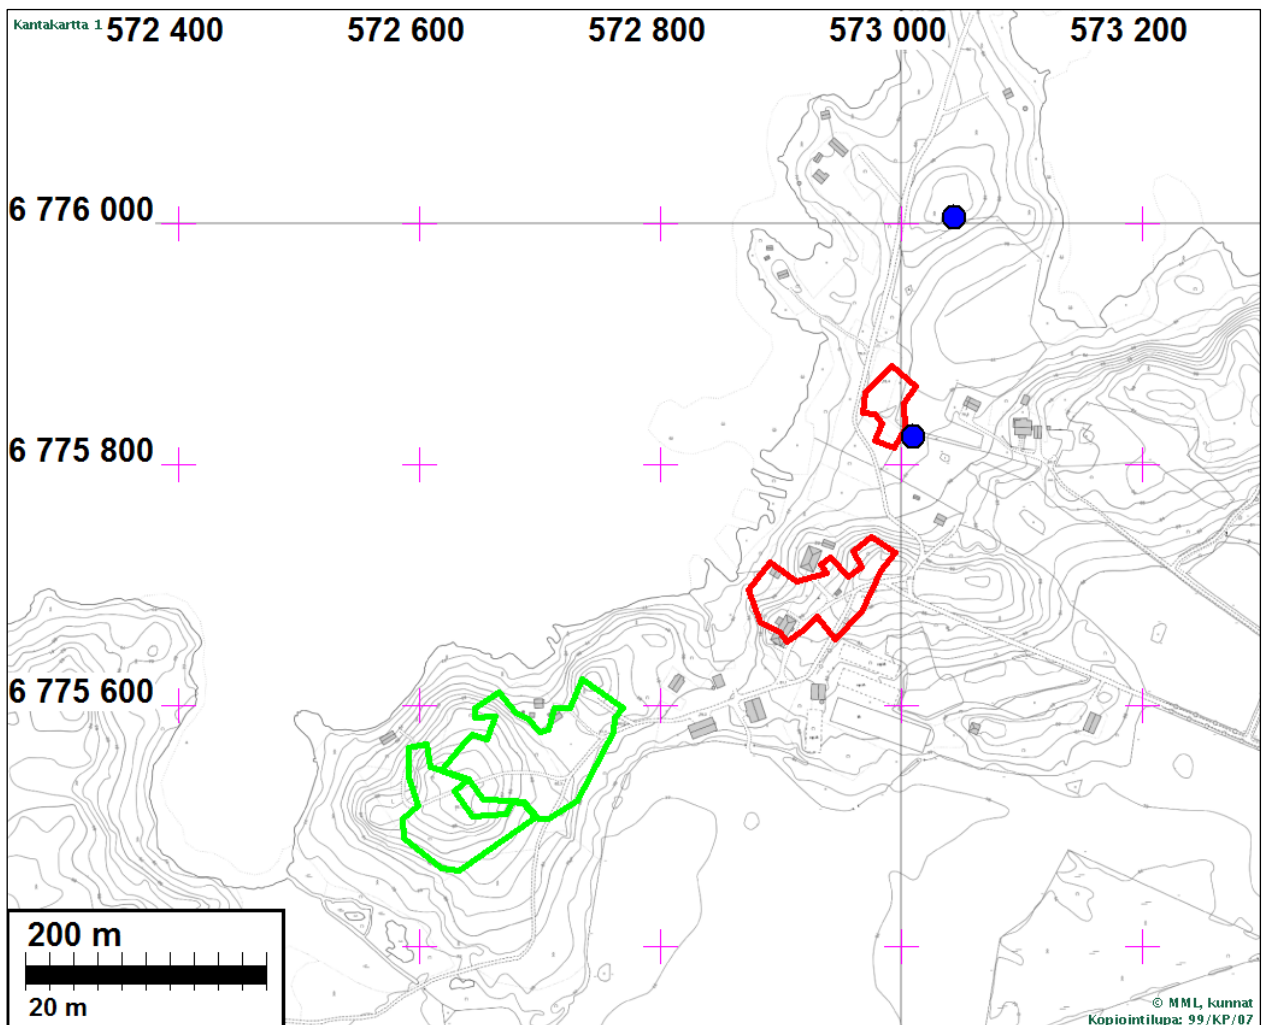 Kantakartta 1
572 400 572 600 572 800 573 000 573 200
6 776 000
6 775 800
6 775 600
200 m
20 m
© MML, kunnat
Kopiointilupa: 99/KP/07